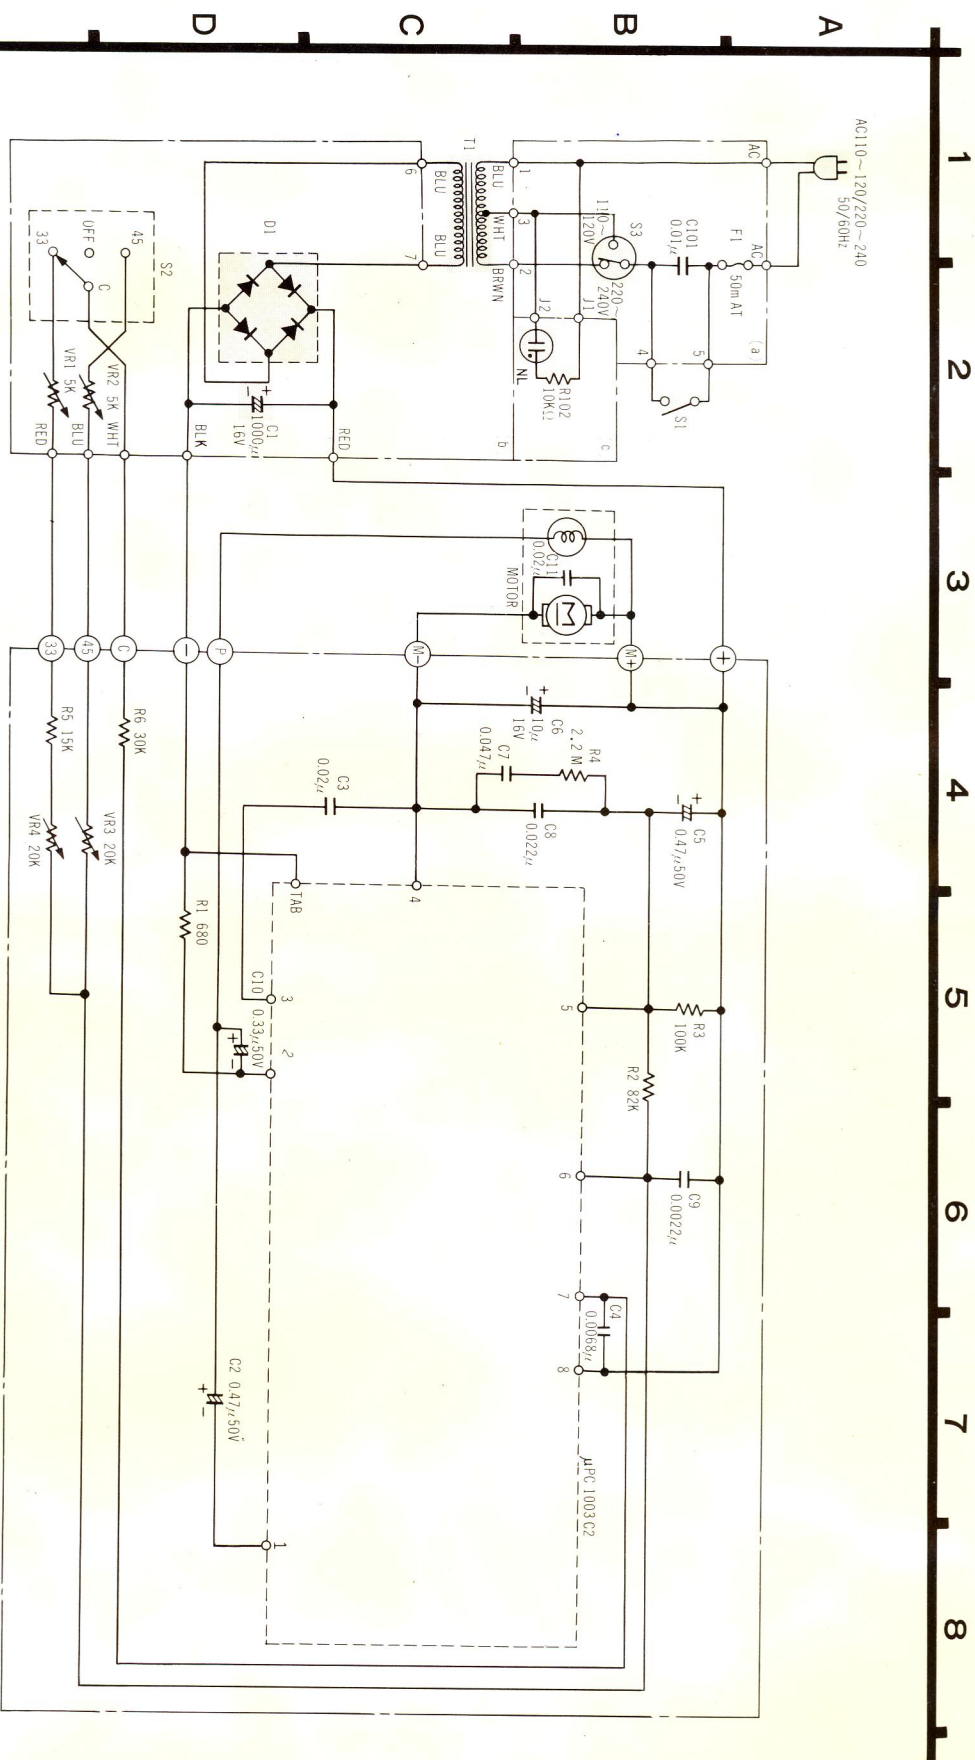 A
B
C
D
1
2
3
4
5
6
7
8
AC110~120/220~240
50/60Hz
AC
AC
F1
50mAT
(a)
C101
0.01μ
5
4
S1
S3
110~
120V
220~
240V
J1
J2
NL
R102
10KΩ
c
b
1
3
2
BLU
WHT
BRWN
T1
BLU
BLU
6
7
D1
C1
1000μ
16V
+
-
RED
BLK
S2
45
OFF
33
C
VR2 5K
WHT
VR1 5K
BLU
RED
C11
0.02μ
MOTOR
M
+
M+
M-
P
-
C
45
33
+
-
C6
10μ
16V
R4
2.2M
C7
0.047μ
C8
0.022μ
+
-
C5
0.47μ50V
C3
0.02μ
R6 30K
R5 15K
VR3 20K
VR4 20K
4
TAB
R1 680
3
C10
0.33μ50V
+
-
2
5
R3
100K
R2 82K
6
C9
0.0022μ
7
C4
0.0068μ
8
μPC1003C2
C2 0.47μ50V
+
-
1